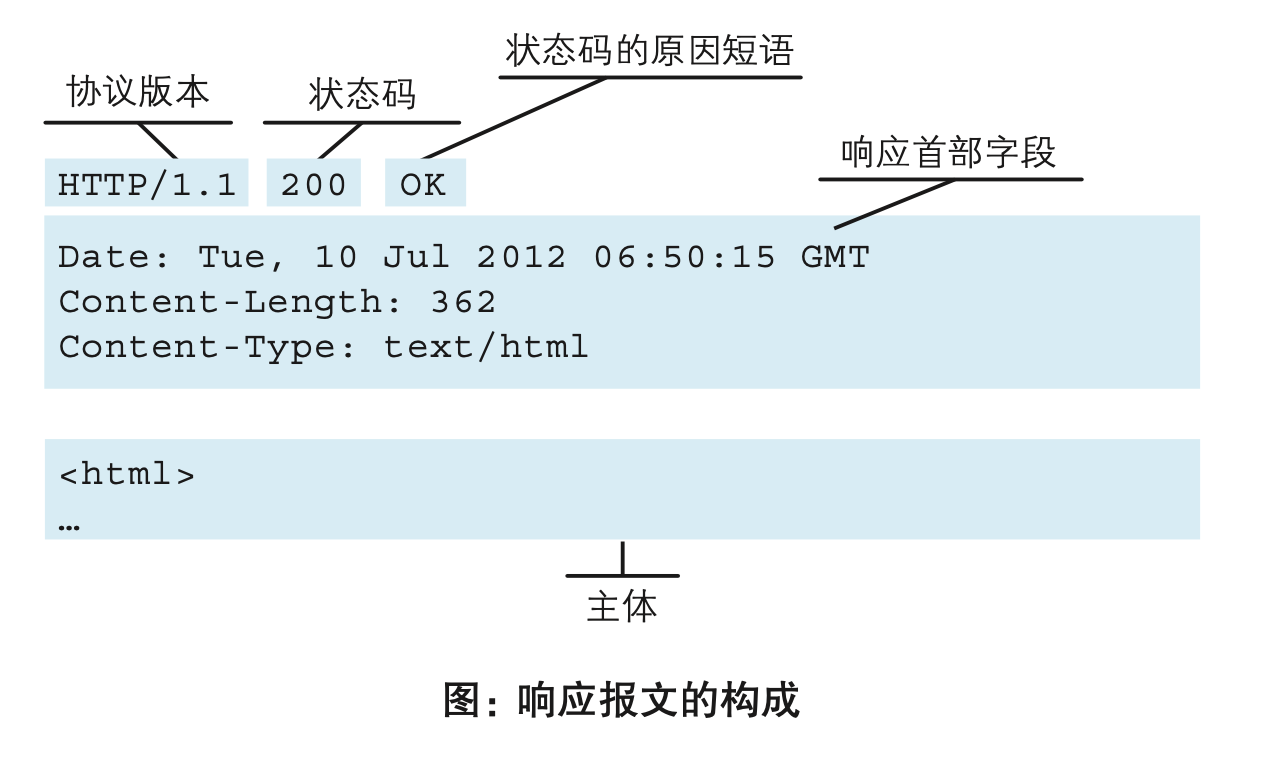 状态码的原因短语
协议版本 状态码
响应首部字段
HTTP/1.1 200 OK
Date: Tue, 10 Jul 2012 06:50:15 GMT
Content-Length: 362
Content-Type: text/html
<html>
…
主体
图：响应报文的构成